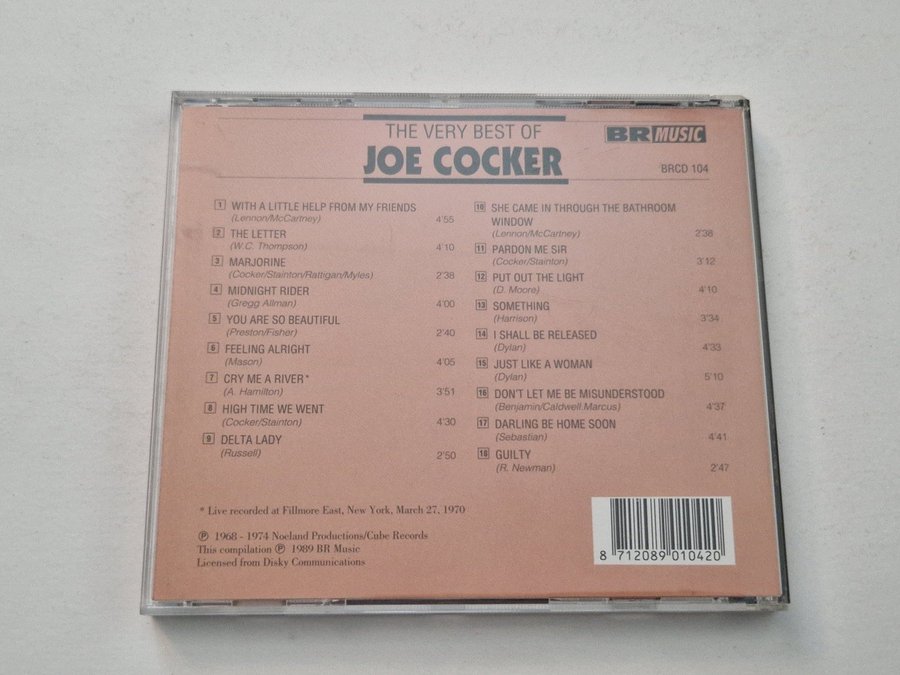 THE VERY BEST OF
JOE COCKER
BR MUSIC
BRCD 104
1 WITH A LITTLE HELP FROM MY FRIENDS
(Lennon/McCartney) 4'55
2 THE LETTER
(W.C. Thompson) 4'10
3 MARJORINE
(Cocker/Stainton/Rattigan/Myles) 2'38
4 MIDNIGHT RIDER
(Gregg Allman) 4'00
5 YOU ARE SO BEAUTIFUL
(Preston/Fisher) 2'40
6 FEELING ALRIGHT
(Mason) 4'05
7 CRY ME A RIVER*
(A. Hamilton) 3'51
8 HIGH TIME WE WENT
(Cocker/Stainton) 4'30
9 DELTA LADY
(Russell) 2'50
10 SHE CAME IN THROUGH THE BATHROOM
WINDOW
(Lennon/McCartney) 2'38
11 PARDON ME SIR
(Cocker/Stainton) 3'12
12 PUT OUT THE LIGHT
(D. Moore) 4'10
13 SOMETHING
(Harrison) 3'34
14 I SHALL BE RELEASED
(Dylan) 4'33
15 JUST LIKE A WOMAN
(Dylan) 5'10
16 DON'T LET ME BE MISUNDERSTOOD
(Benjamin/Caldwell.Marcus) 4'37
17 DARLING BE HOME SOON
(Sebastian) 4'41
18 GUILTY
(R. Newman) 2'47
* Live recorded at Fillmore East, New York, March 27, 1970
℗ 1968 - 1974 Noeland Productions/Cube Records
This compilation ℗ 1989 BR Music
Licensed from Disky Communications
8 712089 010420